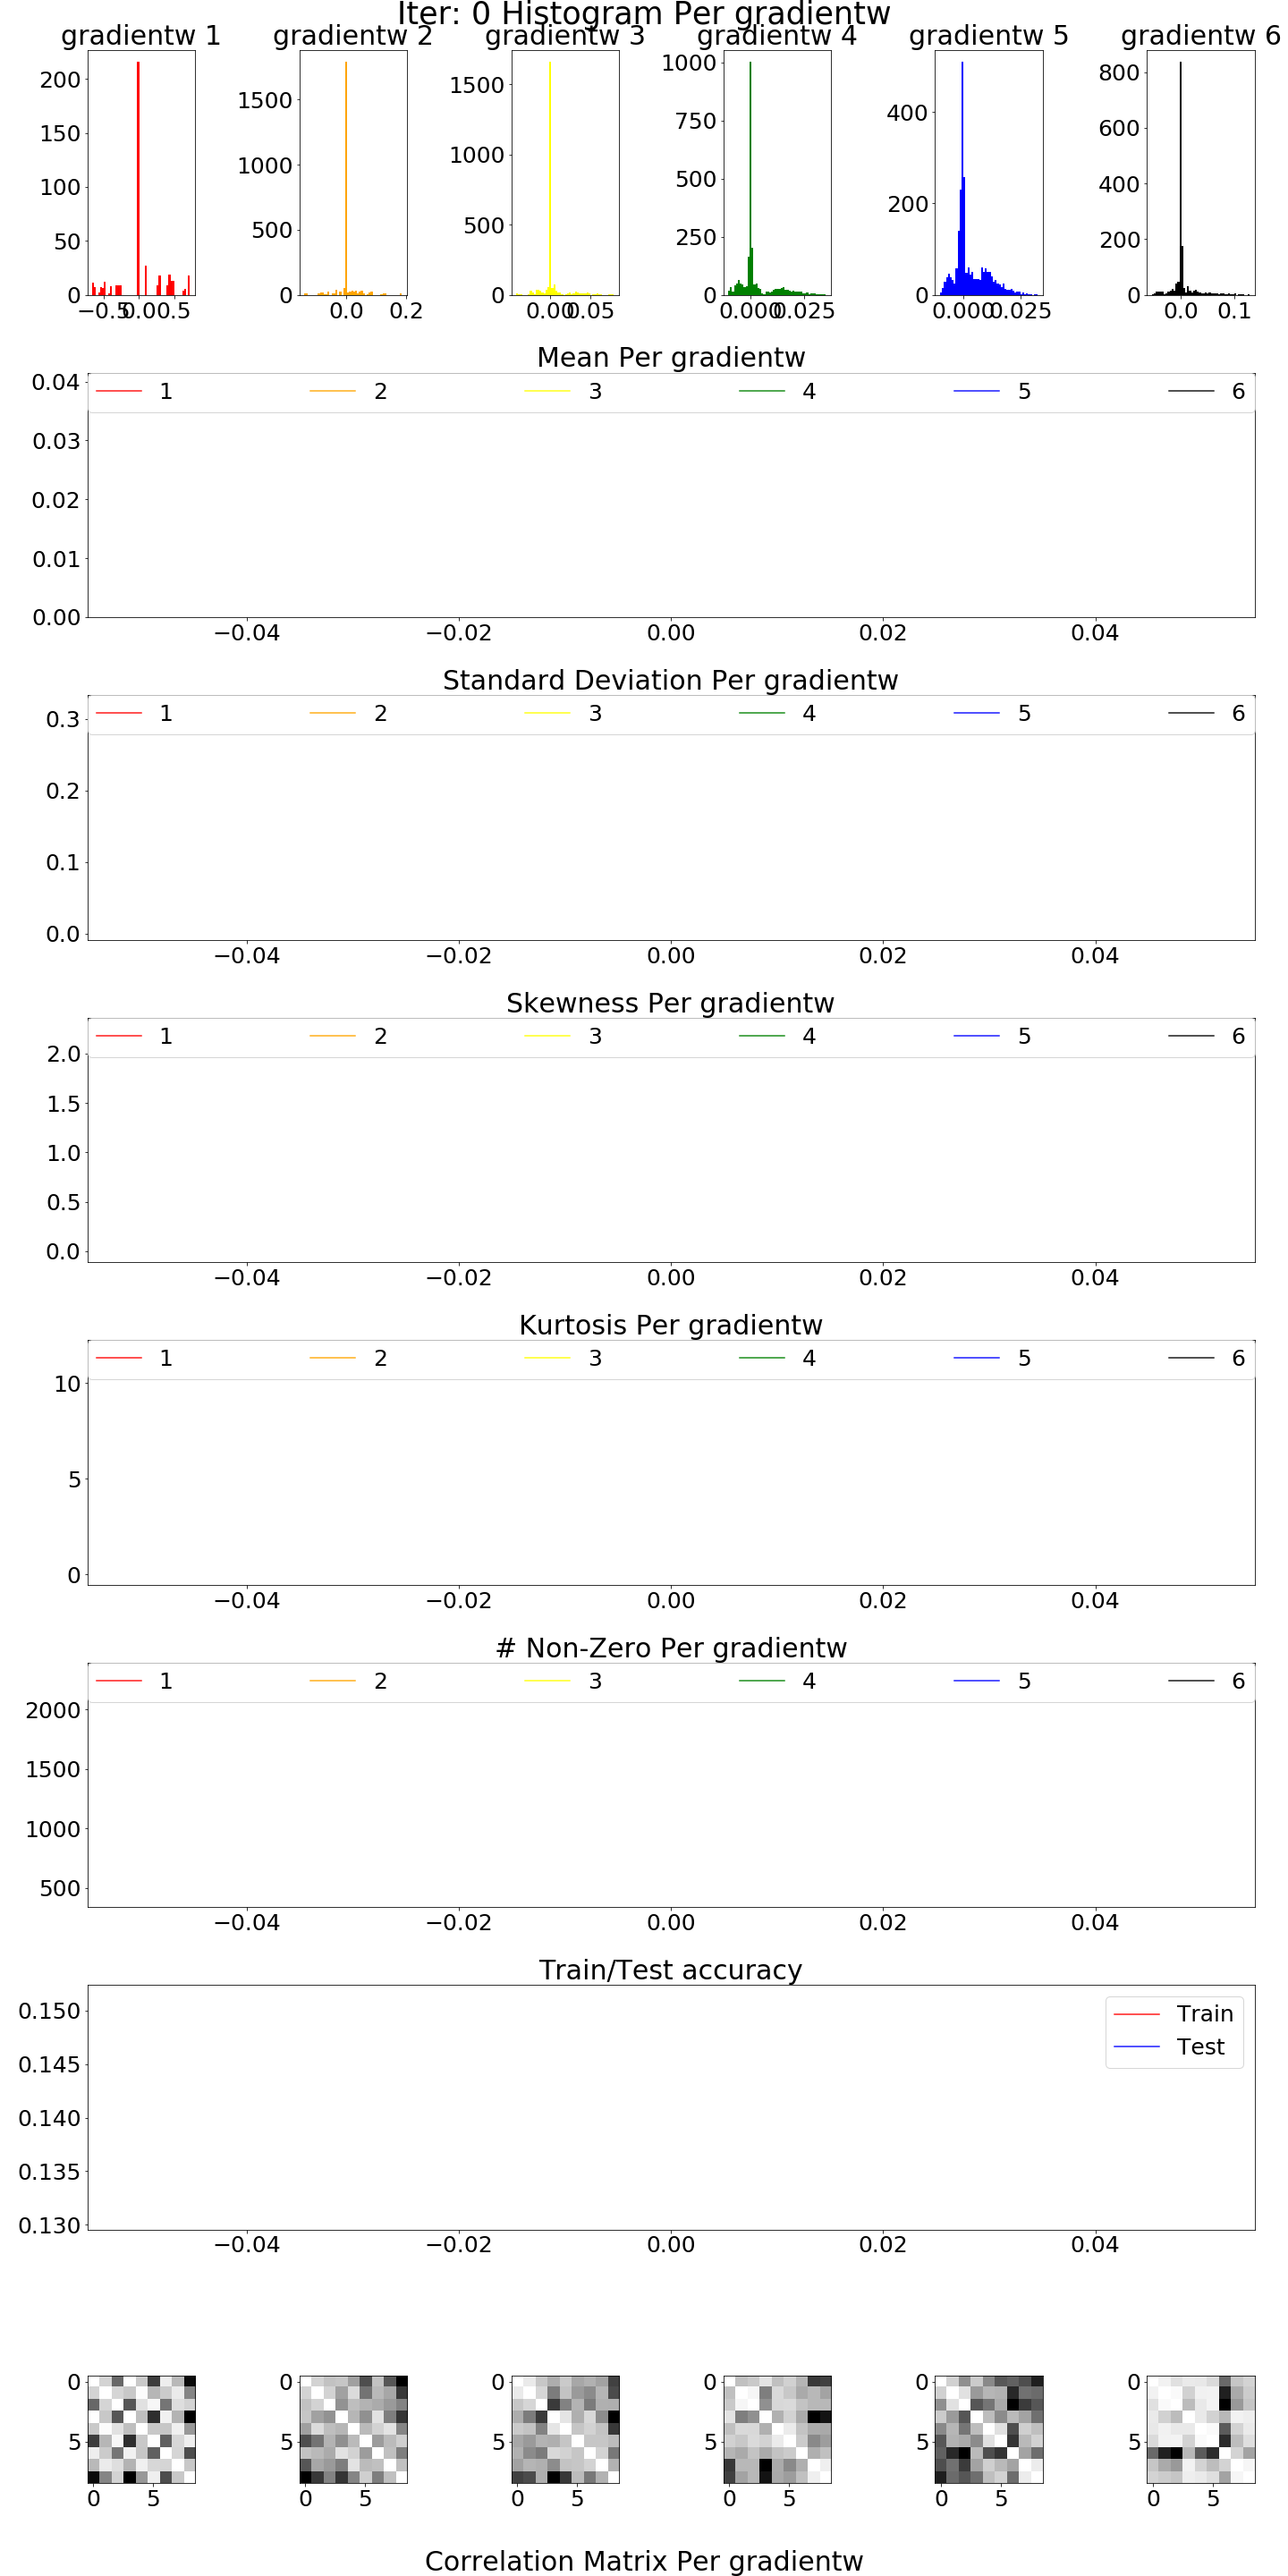 Iter: 0 Histogram Per gradientw
gradientw 1 gradientw 2 gradientw 3 gradientw 4 gradientw 5 gradientw 6
200
150
100
50
0
−0.5 0.0 0.5
1500
1000
500
0
0.0 0.2
1500
1000
500
0
0.00 0.05
1000
750
500
250
0
0.000 0.025
400
200
0
0.000 0.025
800
600
400
200
0
0.0 0.1
Mean Per gradientw
1 2 3 4 5 6
0.04
0.03
0.02
0.01
0.00
−0.04 −0.02 0.00 0.02 0.04
Standard Deviation Per gradientw
1 2 3 4 5 6
0.3
0.2
0.1
0.0
−0.04 −0.02 0.00 0.02 0.04
Skewness Per gradientw
1 2 3 4 5 6
2.0
1.5
1.0
0.5
0.0
−0.04 −0.02 0.00 0.02 0.04
Kurtosis Per gradientw
1 2 3 4 5 6
10
5
0
−0.04 −0.02 0.00 0.02 0.04
# Non-Zero Per gradientw
1 2 3 4 5 6
2000
1500
1000
500
−0.04 −0.02 0.00 0.02 0.04
Train/Test accuracy
Train
Test
0.150
0.145
0.140
0.135
0.130
−0.04 −0.02 0.00 0.02 0.04
0 0 0 0 0 0
5 5 5 5 5 5
0 5 0 5 0 5 0 5 0 5 0 5
Correlation Matrix Per gradientw